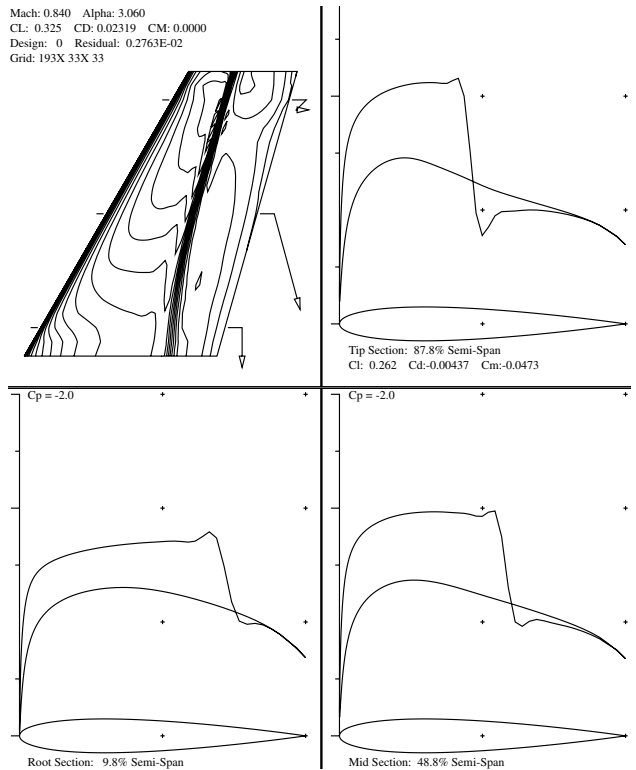 Mach: 0.840 Alpha: 3.060
CL: 0.325 CD: 0.02319 CM: 0.0000
Design: 0 Residual: 0.2763E-02
Grid: 193X 33X 33
Tip Section: 87.8% Semi-Span
Cl: 0.262 Cd:-0.00437 Cm:-0.0473
Cp = -2.0
Root Section: 9.8% Semi-Span
Cp = -2.0
Mid Section: 48.8% Semi-Span